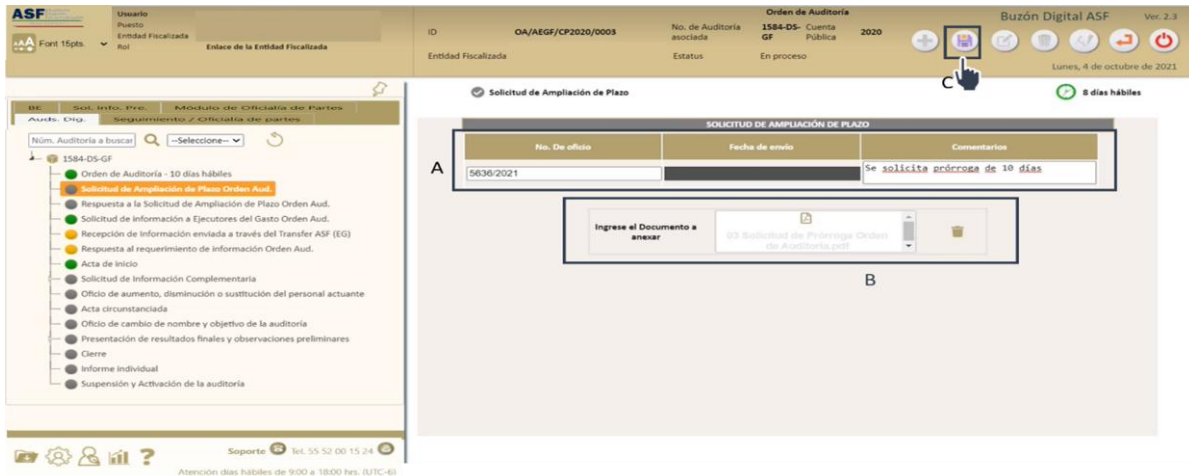 ASF
Font 15pts.
Usuario
Puesto
Entidad Fiscalizada
Rol
Enlace de la Entidad Fiscalizada
Orden de Auditoría
ID OA/AEGF/CP2020/0003 No. de Auditoría asociada 1584-DS-GF Cuenta Pública 2020
Entidad Fiscalizada Estatus En proceso
Buzón Digital ASF Ver. 2.3
Lunes, 4 de octubre de 2021
C
BE Sol. Info. Pre. Módulo de Oficialía de Partes
Auds. Dig. Seguimiento / Oficialía de partes
Núm. Auditoría a buscar --Seleccione--
1584-DS-GF
Orden de Auditoría - 10 días hábiles
Solicitud de Ampliación de Plazo Orden Aud.
Respuesta a la Solicitud de Ampliación de Plazo Orden Aud.
Solicitud de información a Ejecutores del Gasto Orden Aud.
Recepción de Información enviada a través del Transfer ASF (EG)
Respuesta al requerimiento de información Orden Aud.
Acta de inicio
Solicitud de Información Complementaria
Oficio de aumento, disminución o sustitución del personal actuante
Acta circunstanciada
Oficio de cambio de nombre y objetivo de la auditoría
Presentación de resultados finales y observaciones preliminares
Cierre
Informe individual
Suspensión y Activación de la auditoría
Soporte Tel. 55 52 00 15 24
Atención días hábiles de 9:00 a 18:00 hrs. (UTC-6)
Solicitud de Ampliación de Plazo
8 días hábiles
SOLICITUD DE AMPLIACIÓN DE PLAZO
No. De oficio Fecha de envío Comentarios
A
5636/2021 Se solicita prórroga de 10 días
Ingrese el Documento a anexar
03 Solicitud de Prórroga Orden
de Auditoría.pdf
B